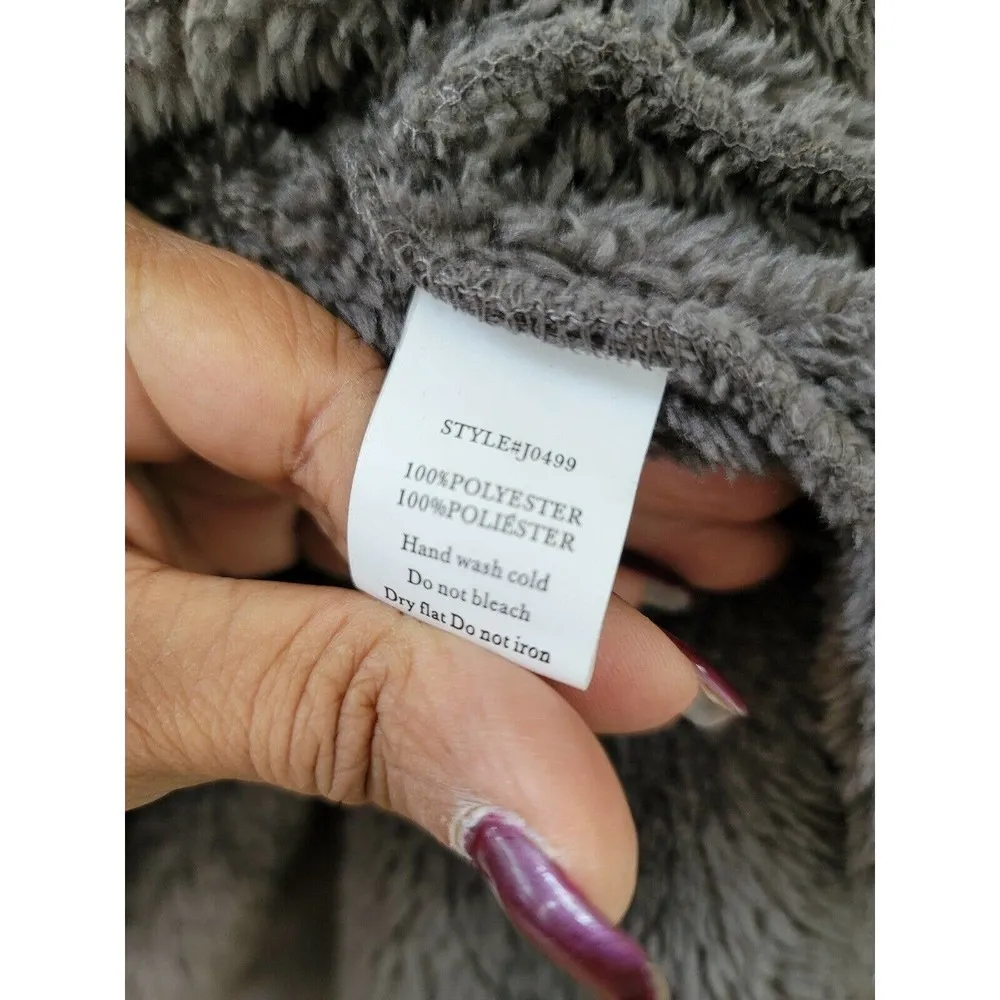 STYLE#J0499
100%POLYESTER
100%POLIÉSTER
Hand wash cold
Do not bleach
Dry flat Do not iron